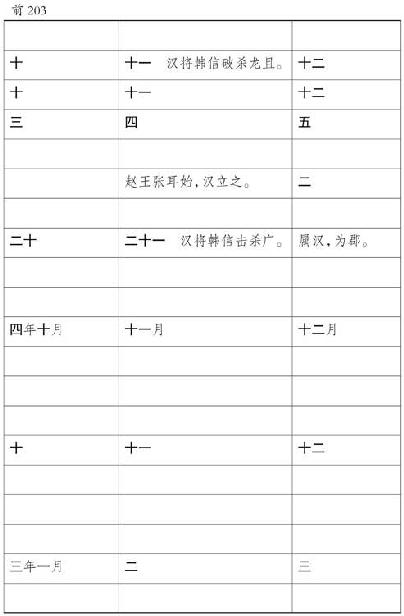 前203
十 十一 汉将韩信破杀龙且。 十二
十 十一 十二
三 四 五
赵王张耳始,汉立之。 二
二十 二十一 汉将韩信击杀广。 属汉,为郡。
四年十月 十一月 十二月
十 十一 十二
三年一月 二 三